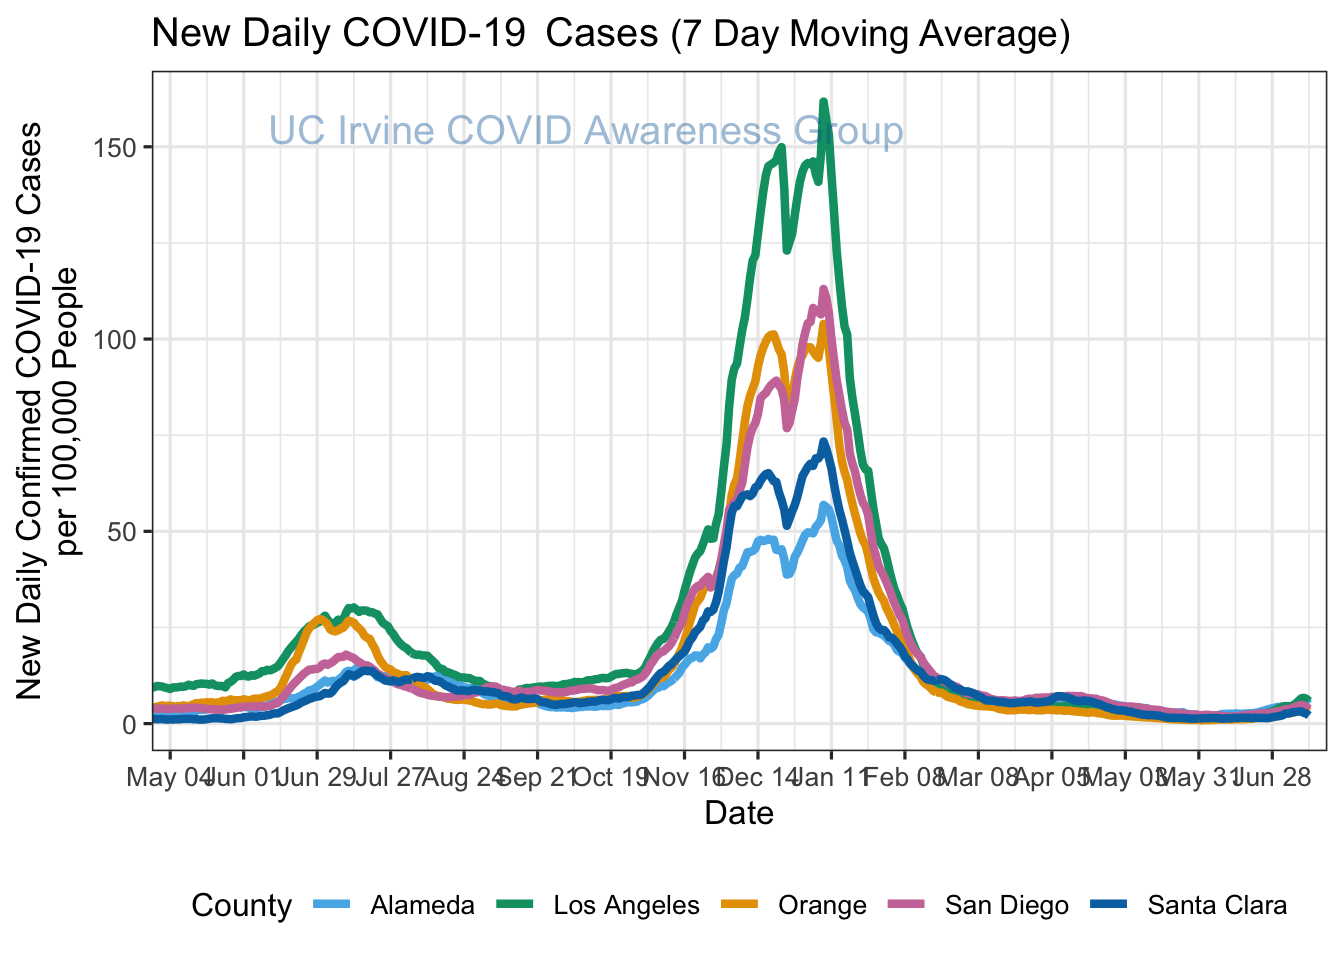 New Daily COVID-19 Cases (7 Day Moving Average)
UC Irvine COVID Awareness Group
New Daily Confirmed COVID-19 Cases
per 100,000 People
150
100
50
0
May 04 Jun 01 Jun 29 Jul 27 Aug 24 Sep 21 Oct 19 Nov 16 Dec 14 Jan 11 Feb 08 Mar 08 Apr 05 May 03 May 31 Jun 28
Date
County Alameda Los Angeles Orange San Diego Santa Clara